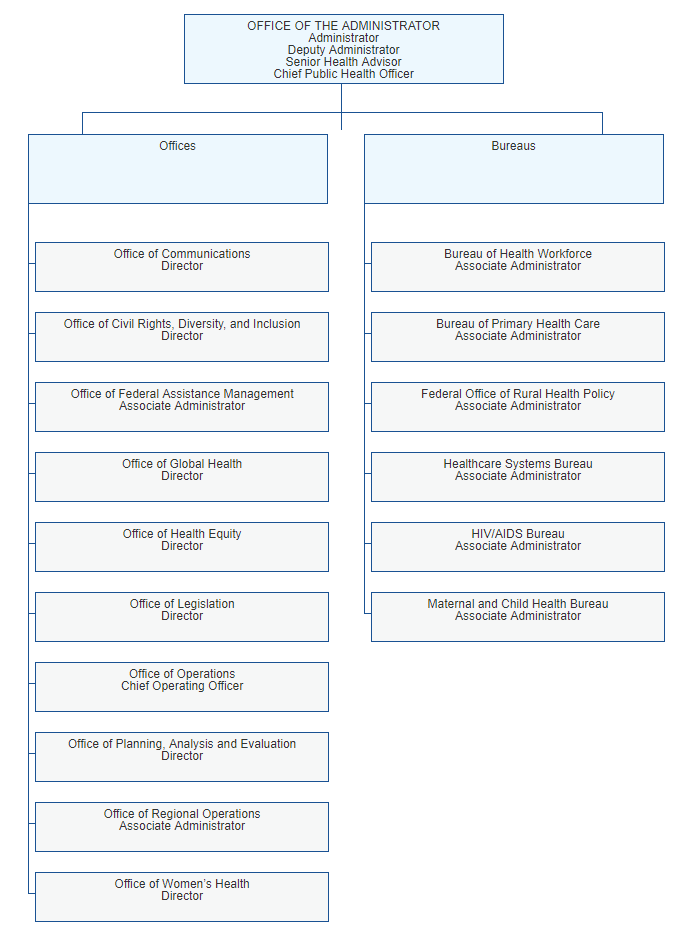 OFFICE OF THE ADMINISTRATOR
Administrator
Deputy Administrator
Senior Health Advisor
Chief Public Health Officer
Offices
Office of Communications
Director
Office of Civil Rights, Diversity, and Inclusion
Director
Office of Federal Assistance Management
Associate Administrator
Office of Global Health
Director
Office of Health Equity
Director
Office of Legislation
Director
Office of Operations
Chief Operating Officer
Office of Planning, Analysis and Evaluation
Director
Office of Regional Operations
Associate Administrator
Office of Women’s Health
Director
Bureaus
Bureau of Health Workforce
Associate Administrator
Bureau of Primary Health Care
Associate Administrator
Federal Office of Rural Health Policy
Associate Administrator
Healthcare Systems Bureau
Associate Administrator
HIV/AIDS Bureau
Associate Administrator
Maternal and Child Health Bureau
Associate Administrator